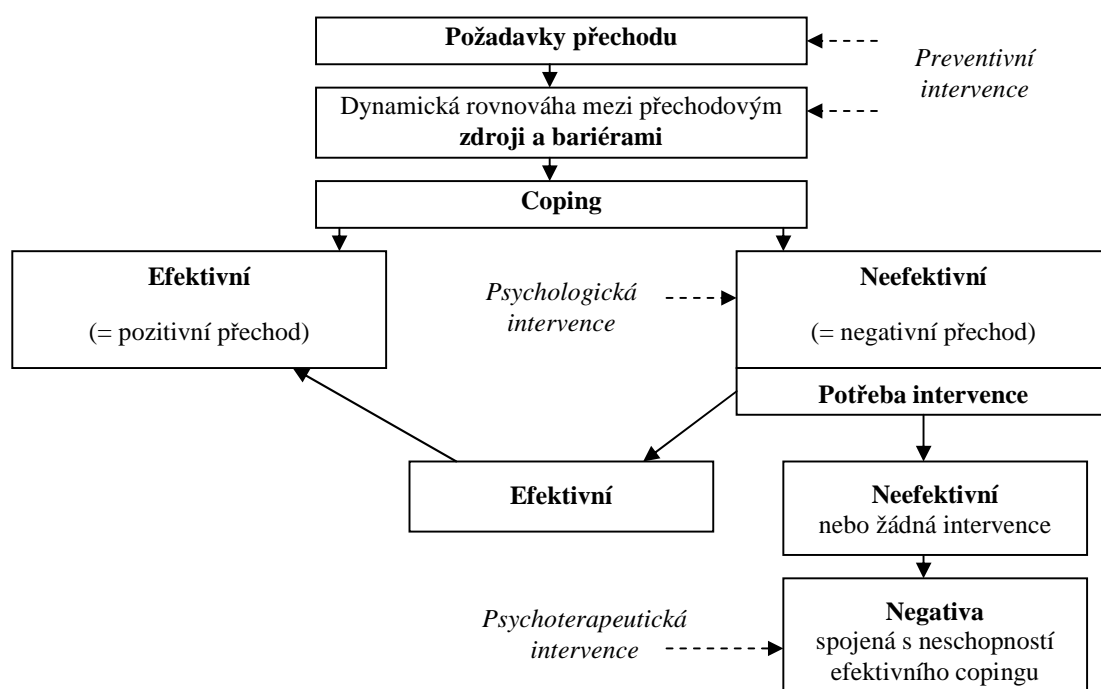 Požadavky přechodu
Preventivní
intervence
Dynamická rovnováha mezi přechodovým
zdroji a bariérami
Coping
Efektivní
(= pozitivní přechod)
Psychologická
intervence
Neefektivní
(= negativní přechod)
Potřeba intervence
Efektivní
Neefektivní
nebo žádná intervence
Psychoterapeutická
intervence
Negativa
spojená s neschopností
efektivního copingu